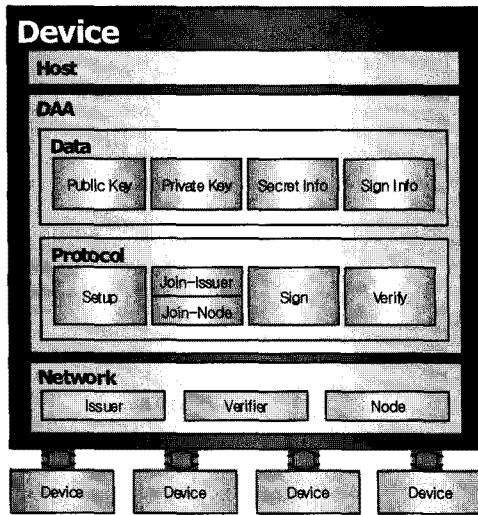 Device
Host
DAA
Data
Public Key
Private Key
Secret Info
Sign Info
Protocol
Setup
Join-Issuer
Join-Node
Sign
Verify
Network
Issuer
Verifier
Node
Device
Device
Device
Device